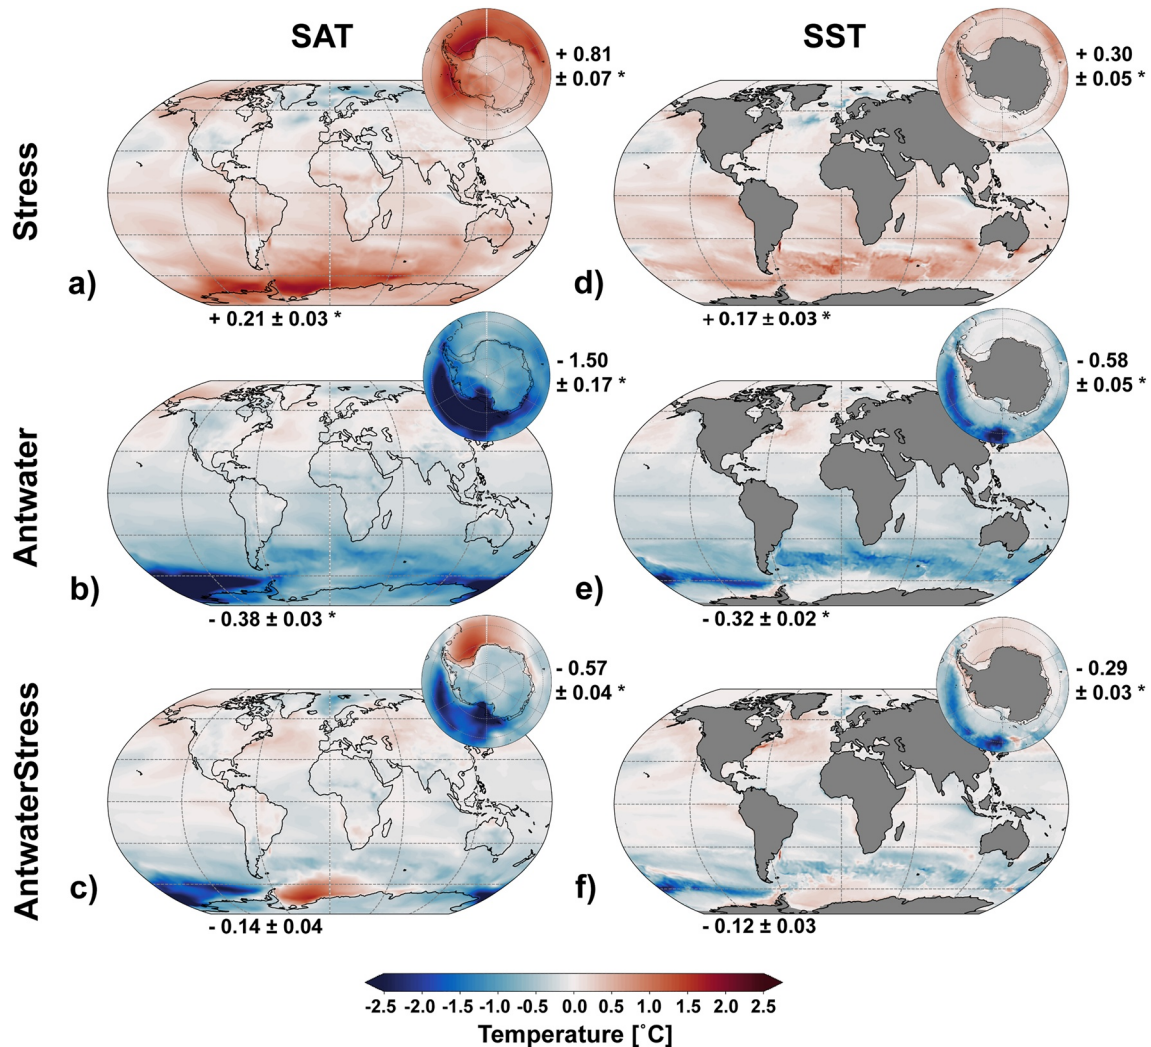 SAT
SST
+ 0.81
± 0.07 *
+ 0.30
± 0.05 *
Stress
a)
d)
+ 0.21 ± 0.03 *
+ 0.17 ± 0.03 *
- 1.50
± 0.17 *
- 0.58
± 0.05 *
Antwater
b)
e)
- 0.38 ± 0.03 *
- 0.32 ± 0.02 *
- 0.57
± 0.04 *
- 0.29
± 0.03 *
AntwaterStress
c)
f)
- 0.14 ± 0.04
- 0.12 ± 0.03
-2.5 -2.0 -1.5 -1.0 -0.5 0.0 0.5 1.0 1.5 2.0 2.5
Temperature [˚C]